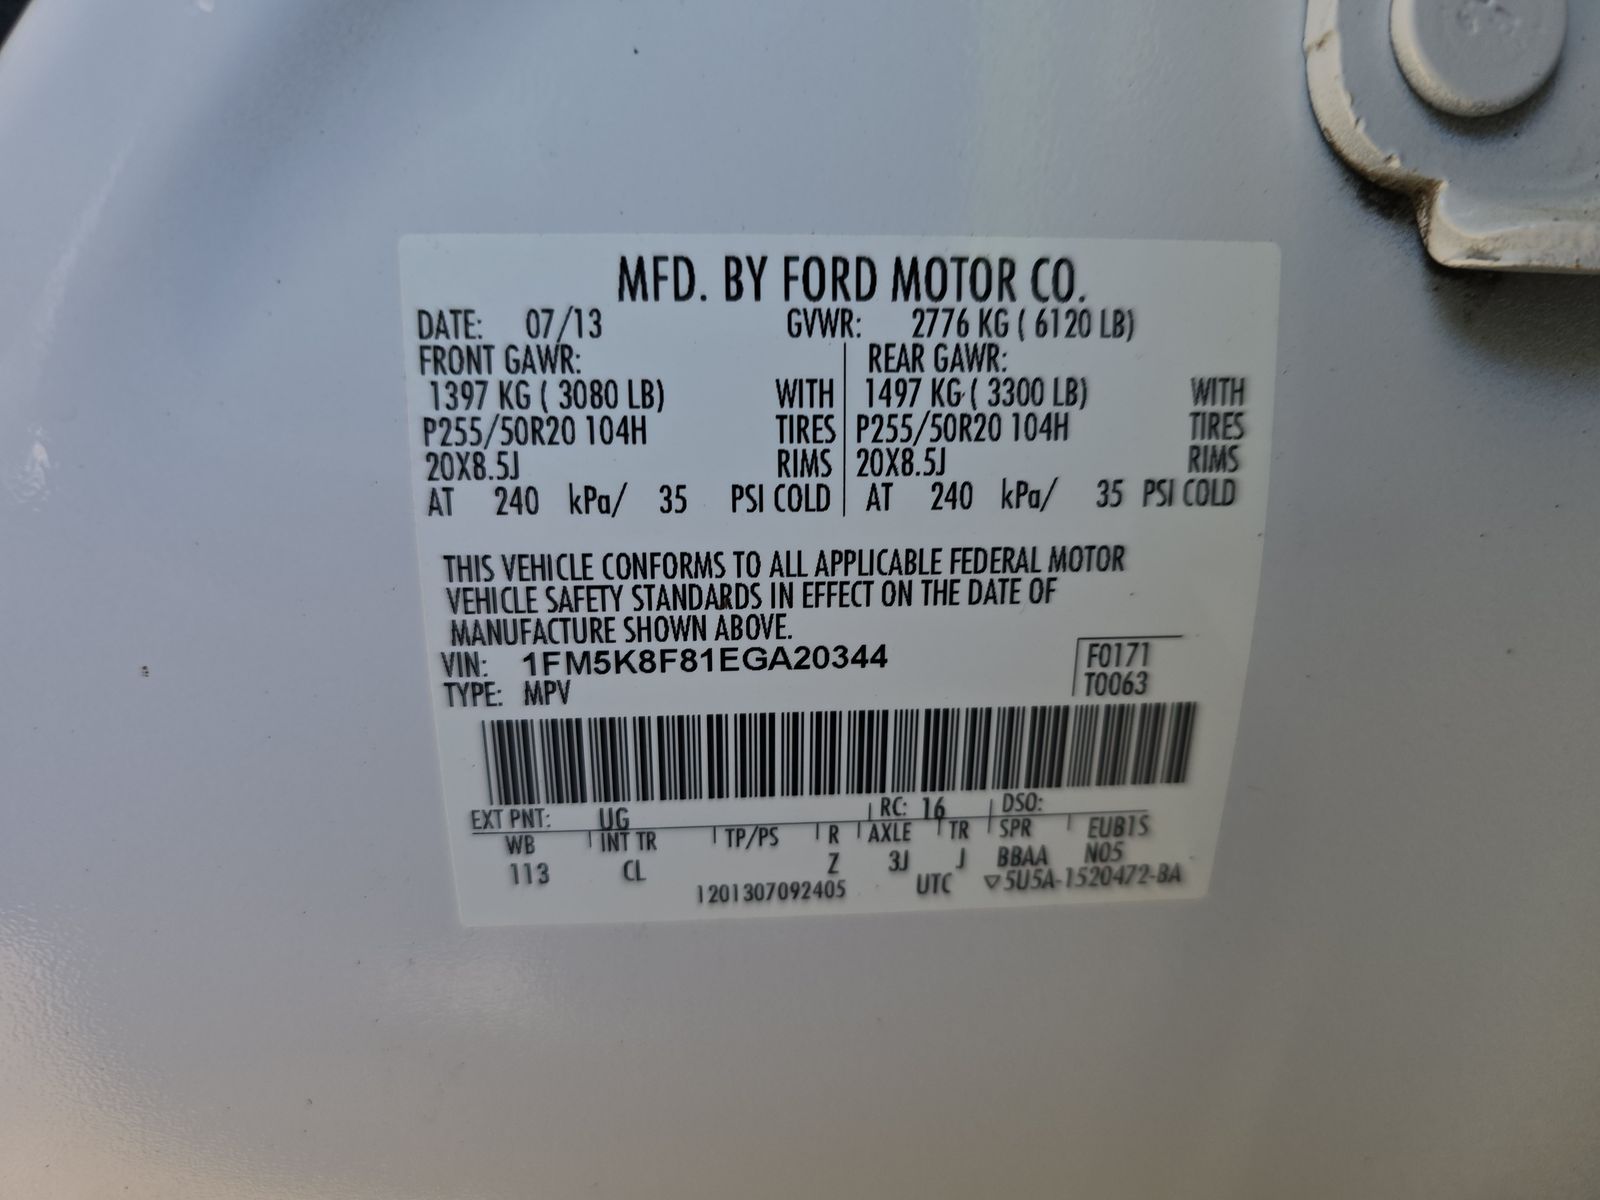 MFD. BY FORD MOTOR CO.
DATE: 07/13 GVWR: 2776 KG ( 6120 LB)
FRONT GAWR: REAR GAWR:
1397 KG ( 3080 LB) WITH 1497 KG ( 3300 LB) WITH
P255/50R20 104H TIRES P255/50R20 104H TIRES
20X8.5J RIMS 20X8.5J RIMS
AT 240 kPa/ 35 PSI COLD AT 240 kPa/ 35 PSI COLD
THIS VEHICLE CONFORMS TO ALL APPLICABLE FEDERAL MOTOR
VEHICLE SAFETY STANDARDS IN EFFECT ON THE DATE OF
MANUFACTURE SHOWN ABOVE.
VIN: 1FM5K8F81EGA20344 F0171
TYPE: MPV T0063
EXT PNT: UG RC: 16 DSO:
WB INT TR TP/PS R AXLE TR SPR EUB1S
113 CL Z 3J J BBAA N05
1201307092405 UTC ▽5U5A-1520472-BA